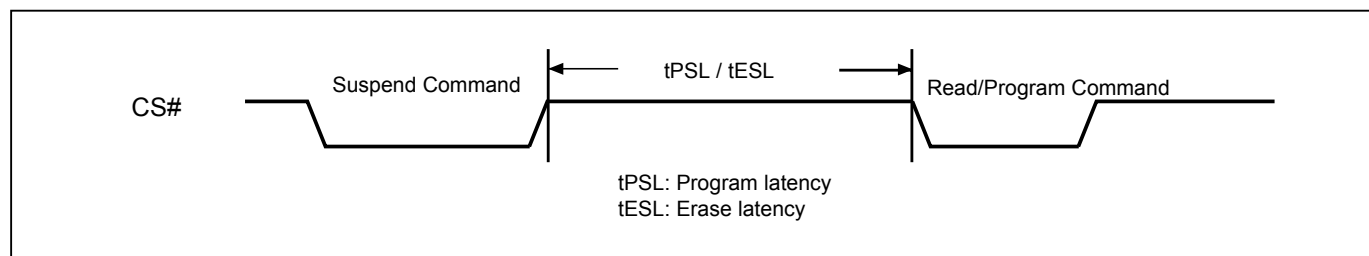 tPSL / tESL
Suspend Command
Read/Program Command
CS#
tPSL: Program latency
tESL: Erase latency